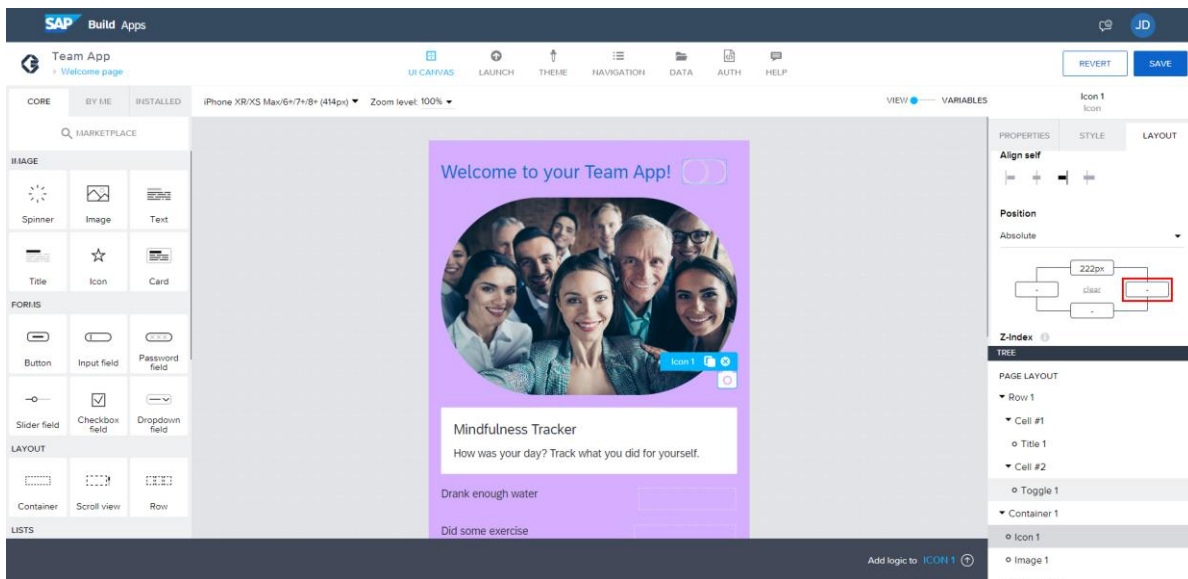 SAP Build Apps
JD
Team App
Welcome page
UI CANVAS LAUNCH THEME NAVIGATION DATA AUTH HELP
REVERT SAVE
CORE BY ME INSTALLED
iPhone XR/XS Max/6+/7+/8+ (414px) Zoom level: 100%
VIEW VARIABLES
Icon 1
Icon
MARKETPLACE
PROPERTIES STYLE LAYOUT
IMAGE
Spinner Image Text
Title Icon Card
FORMS
Button Input field Password field
Slider field Checkbox field Dropdown field
LAYOUT
Container Scroll view Row
LISTS
Welcome to your Team App!
Icon 1
Mindfulness Tracker
How was your day? Track what you did for yourself.
Drank enough water
Did some exercise
Add logic to ICON 1
Align self
Position
Absolute
222px
- clear -
-
Z-Index
TREE
PAGE LAYOUT
Row 1
Cell #1
Title 1
Cell #2
Toggle 1
Container 1
Icon 1
Image 1